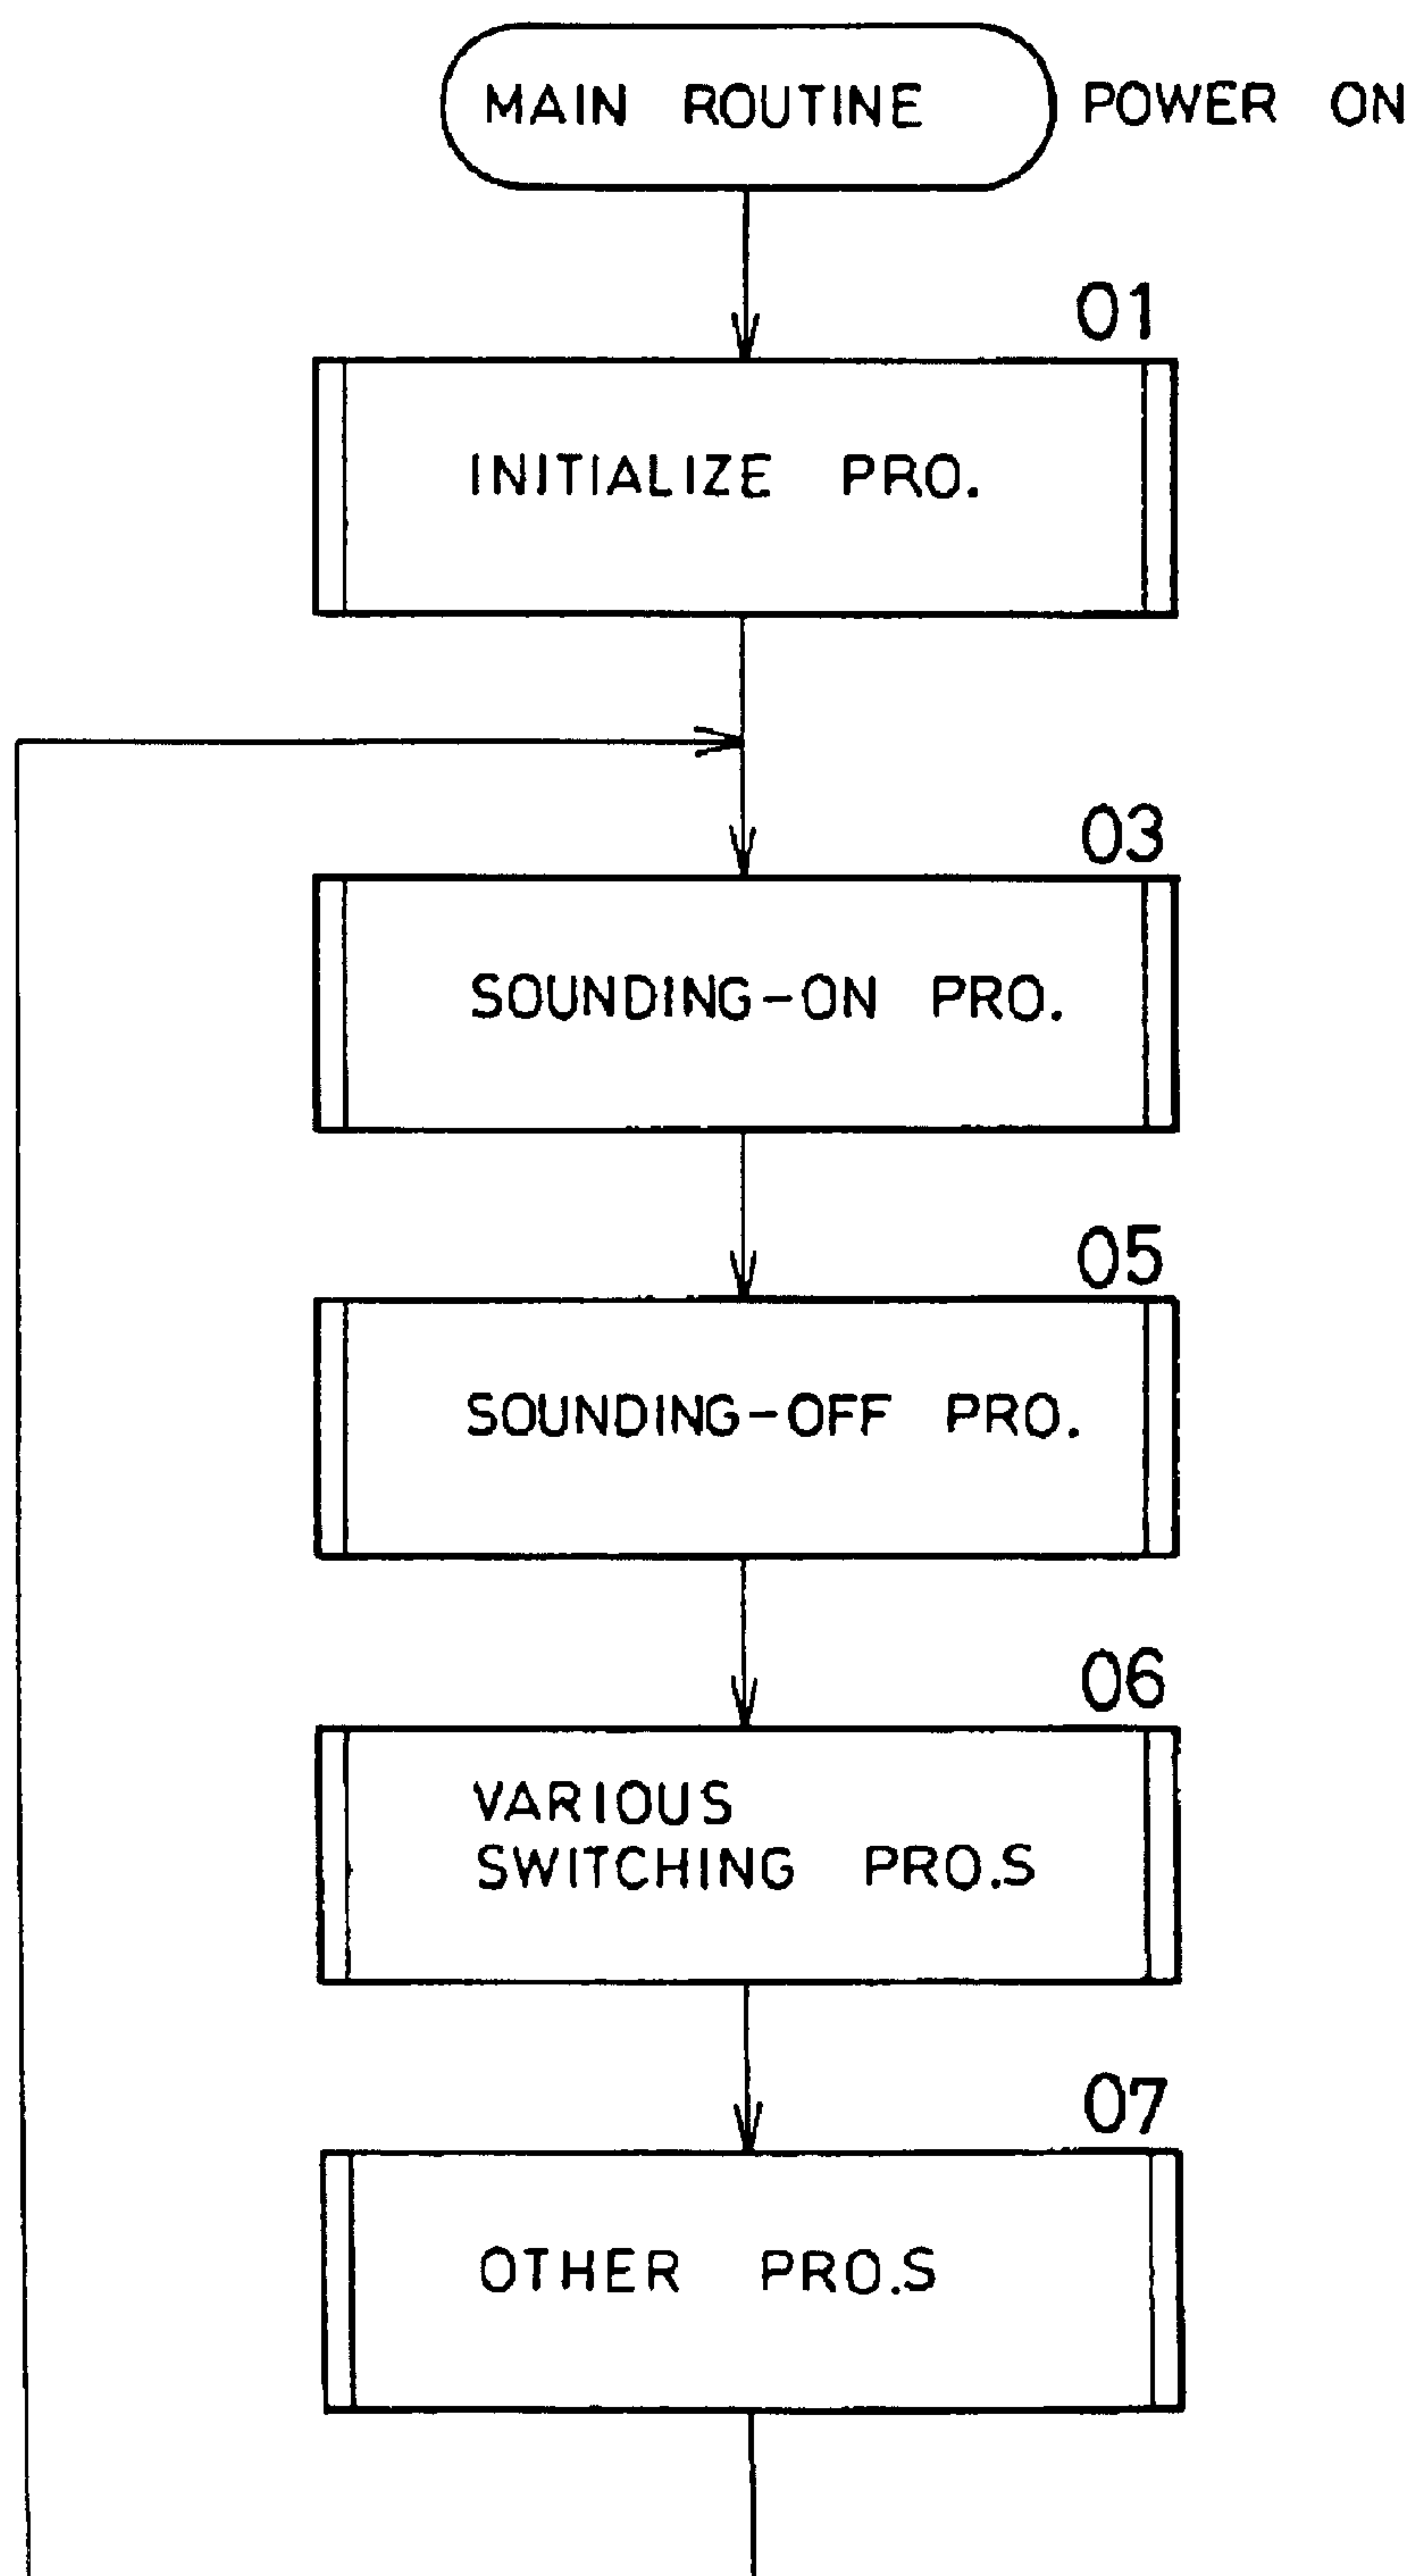 MAIN ROUTINE POWER ON
01
INITIALIZE PRO.
03
SOUNDING-ON PRO.
05
SOUNDING-OFF PRO.
06
VARIOUS
SWITCHING PRO.S
07
OTHER PRO.S